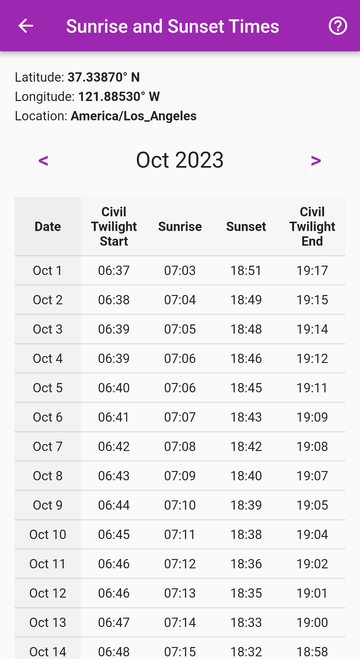 Sunrise and Sunset Times
Latitude: 37.33870° N
Longitude: 121.88530° W
Location: America/Los_Angeles
< Oct 2023 >
Date Civil Twilight Start Sunrise Sunset Civil Twilight End
Oct 1 06:37 07:03 18:51 19:17
Oct 2 06:38 07:04 18:49 19:15
Oct 3 06:39 07:05 18:48 19:14
Oct 4 06:39 07:06 18:46 19:12
Oct 5 06:40 07:06 18:45 19:11
Oct 6 06:41 07:07 18:43 19:09
Oct 7 06:42 07:08 18:42 19:08
Oct 8 06:43 07:09 18:40 19:07
Oct 9 06:44 07:10 18:39 19:05
Oct 10 06:45 07:11 18:38 19:04
Oct 11 06:46 07:12 18:36 19:02
Oct 12 06:46 07:13 18:35 19:01
Oct 13 06:47 07:14 18:33 19:00
Oct 14 06:48 07:15 18:32 18:58